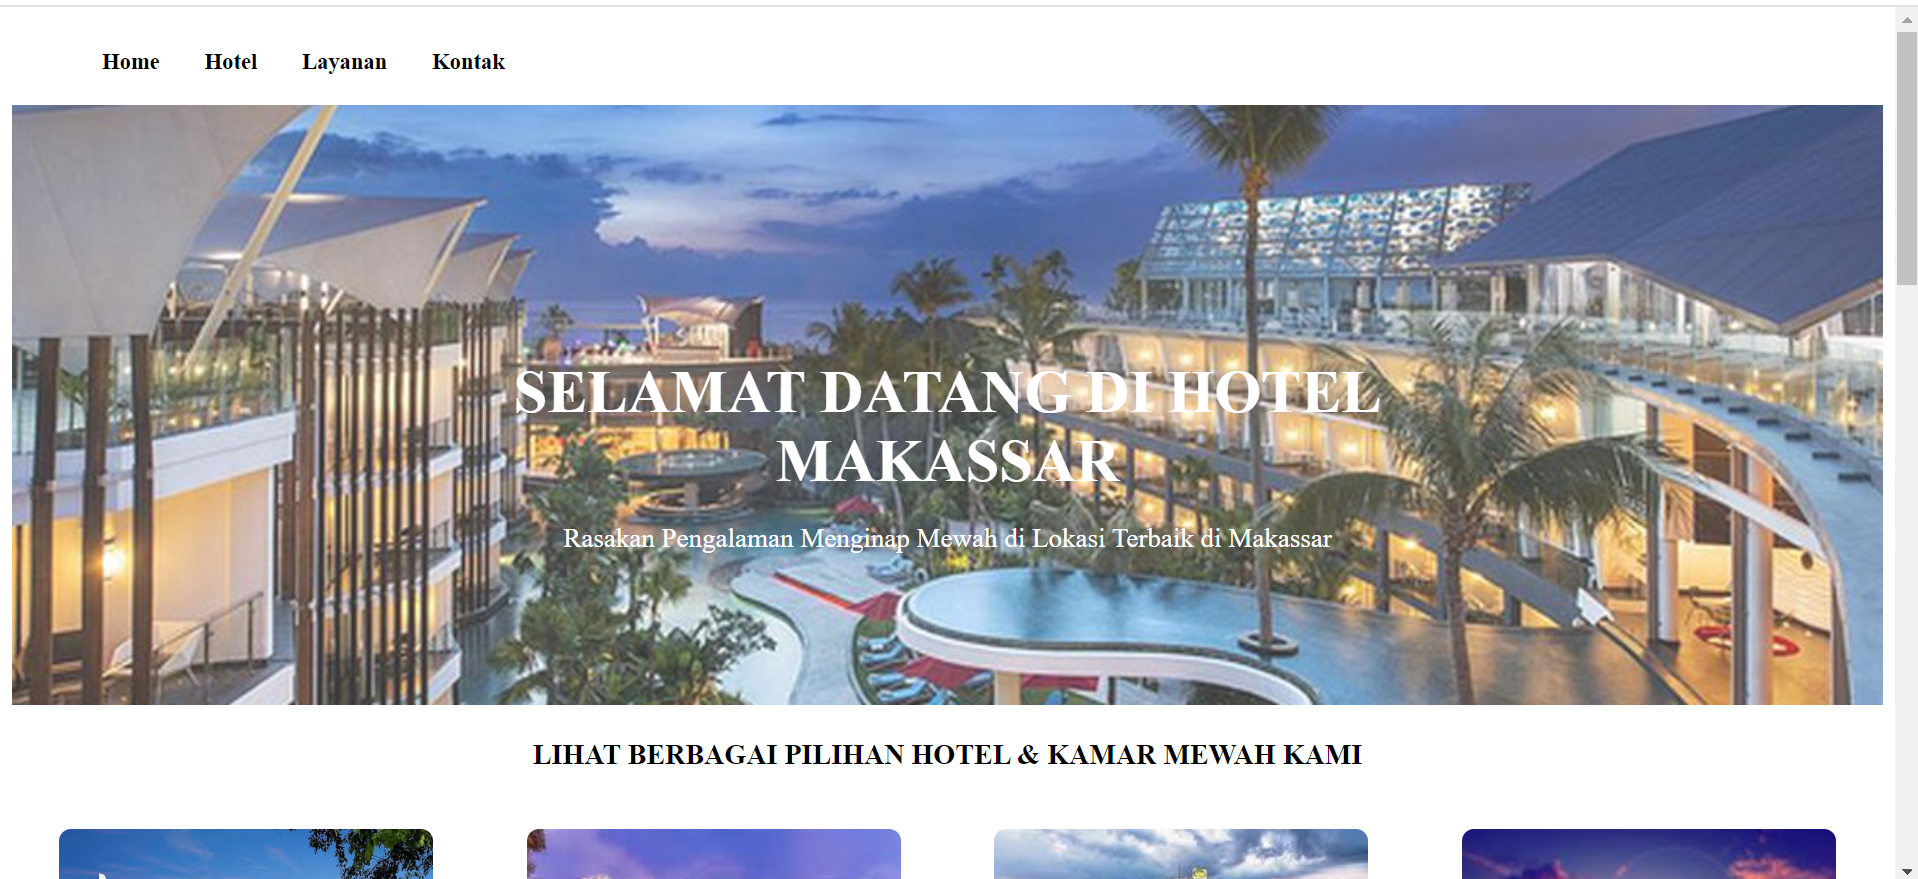 Home Hotel Layanan Kontak
SELAMAT DATANG DI HOTEL
MAKASSAR
Rasakan Pengalaman Menginap Mewah di Lokasi Terbaik di Makassar
LIHAT BERBAGAI PILIHAN HOTEL & KAMAR MEWAH KAMI